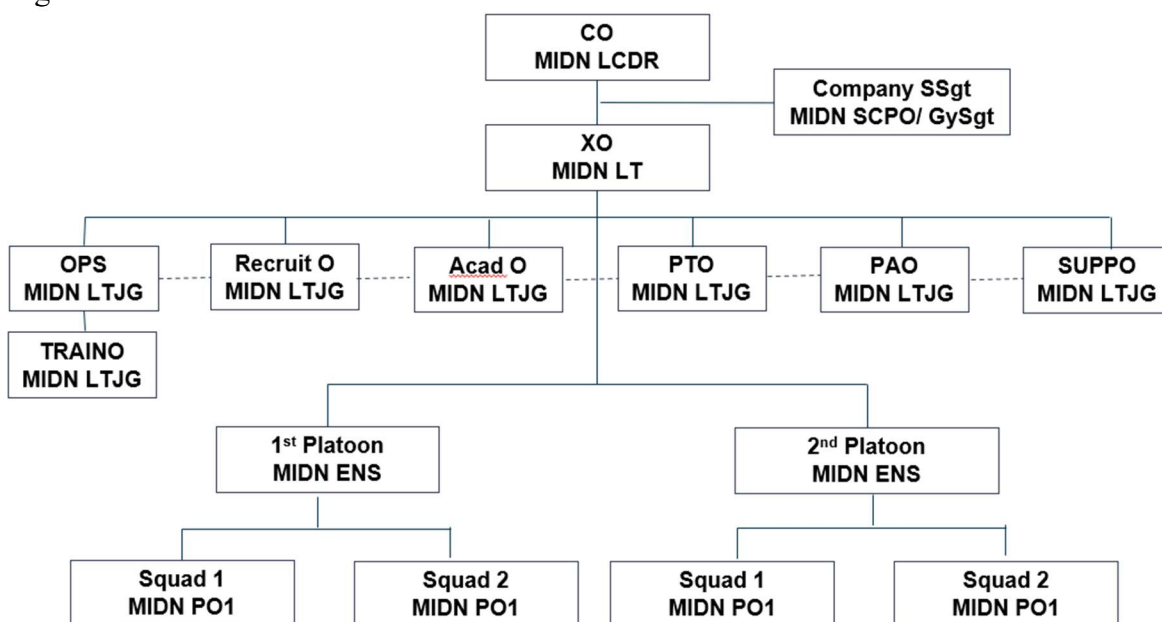 CO
MIDN LCDR
Company SSgt
MIDN SCPO/ GySgt
XO
MIDN LT
OPS
MIDN LTJG
Recruit O
MIDN LTJG
Acad O
MIDN LTJG
PTO
MIDN LTJG
PAO
MIDN LTJG
SUPPO
MIDN LTJG
TRAINO
MIDN LTJG
1st Platoon
MIDN ENS
2nd Platoon
MIDN ENS
Squad 1
MIDN PO1
Squad 2
MIDN PO1
Squad 1
MIDN PO1
Squad 2
MIDN PO1